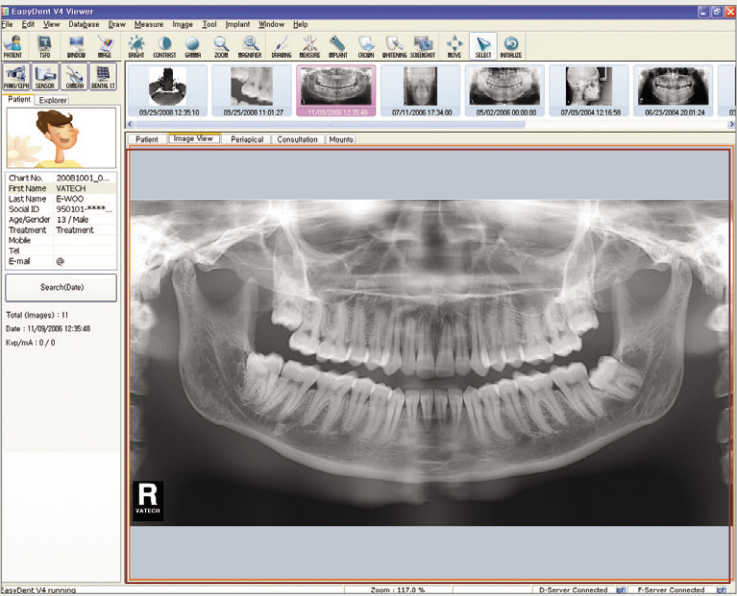 EasyDent V4 Viewer
File Edit View Database Draw Measure Image Tool Implant Window Help
PATIENT TSFD WINDOW IMAGE BRIGHT CONTRAST GAMMA ZOOM MAGNIFIER DRAWING MEASURE IMPLANT CROWN WHITENING SCREENSHOT MOVE SELECT INITIALIZE
PANO/CEPH SENSOR CAMERA DENTAL CT
09/29/2008 12:35:10 09/25/2008 11:01:27 11/09/2006 12:35:48 07/11/2006 17:34:00 05/02/2006 00:00:00 07/09/2004 12:16:58 06/23/2004 20:01:24
Patient Explorer
Patient Image View Periapical Consultation Mounts
Chart No. 20081001_0...
First Name VATECH
Last Name E-WOO
Social ID 950101-****...
Age/Gender 13 / Male
Treatment Treatment
Mobile
Tel
E-mail @
Search(Date)
Total (Images) : 11
Date : 11/09/2006 12:35:48
Kvp/mA : 0 / 0
R
VATECH
EasyDent V4 running Zoom : 117.0 % D-Server Connected F-Server Connected